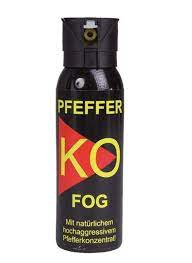 PFEFFER
KO
FOG
Mit natürlichem
hochaggressivem
Pfefferkonzentrat!